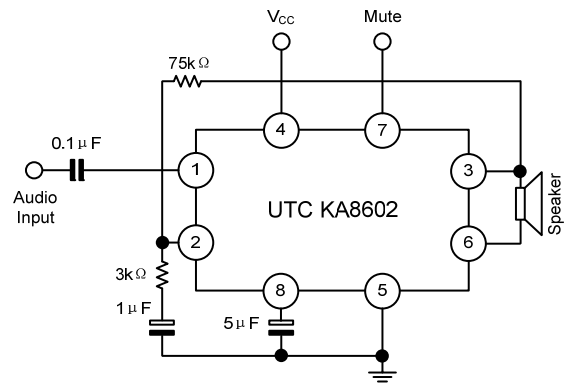 VCC
Mute
75kΩ
0.1μF
4
7
1
3
Audio
Input
UTC KA8602
Speaker
2
6
3kΩ
8
5
1μF
5μF